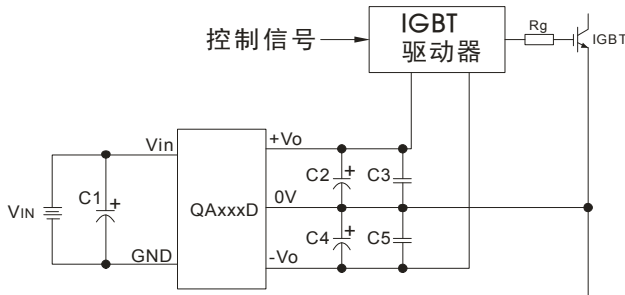 控制信号
IGBT
驱动器
Rg
IGBT
Vin
+Vo
C2
+
C3
C1
+
VIN
QAxxxD
0V
C4
+
C5
GND
-Vo